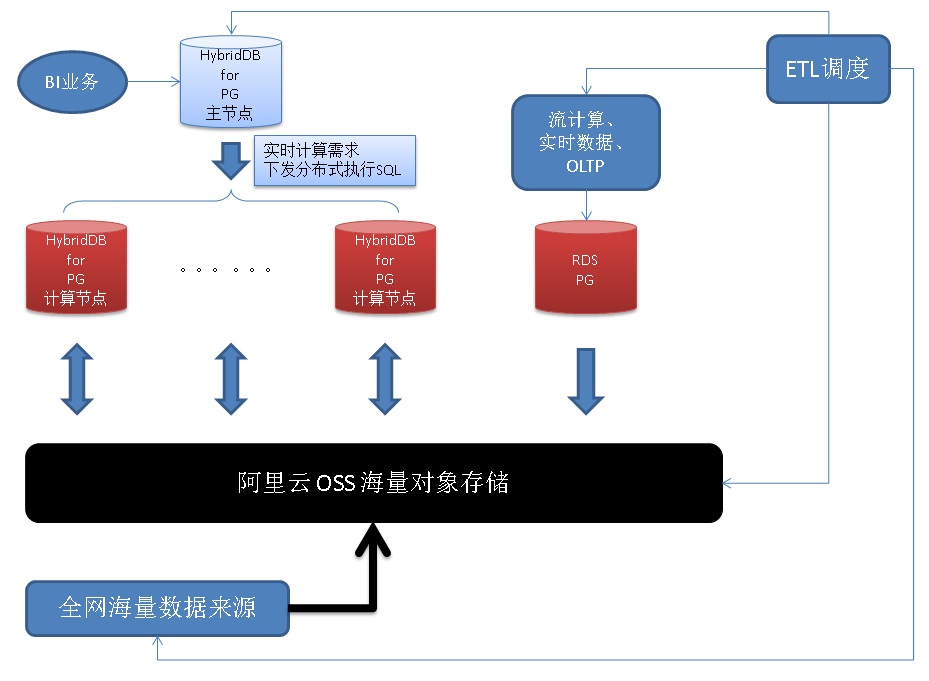 BI业务
HybridDB
for
PG
主节点
ETL调度
流计算、
实时数据、
OLTP
实时计算需求
下发分布式执行SQL
HybridDB
for
PG
计算节点
。。。。。。
HybridDB
for
PG
计算节点
RDS
PG
阿里云 OSS 海量对象存储
全网海量数据来源